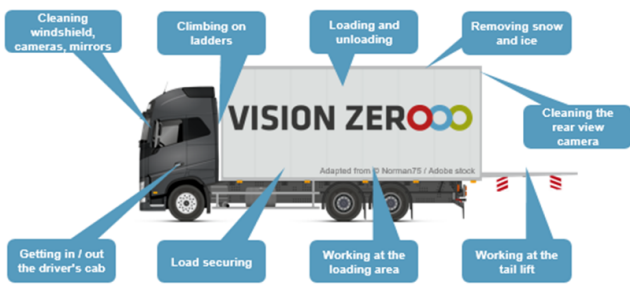 Cleaning
windshield,
cameras, mirrors
Climbing on
ladders
Loading and
unloading
Removing snow
and ice
Cleaning the
rear view
camera
VISION ZEROOO
Adapted from © Norman75 / Adobe stock
Getting in / out
the driver's cab
Load securing
Working at the
loading area
Working at the
tail lift